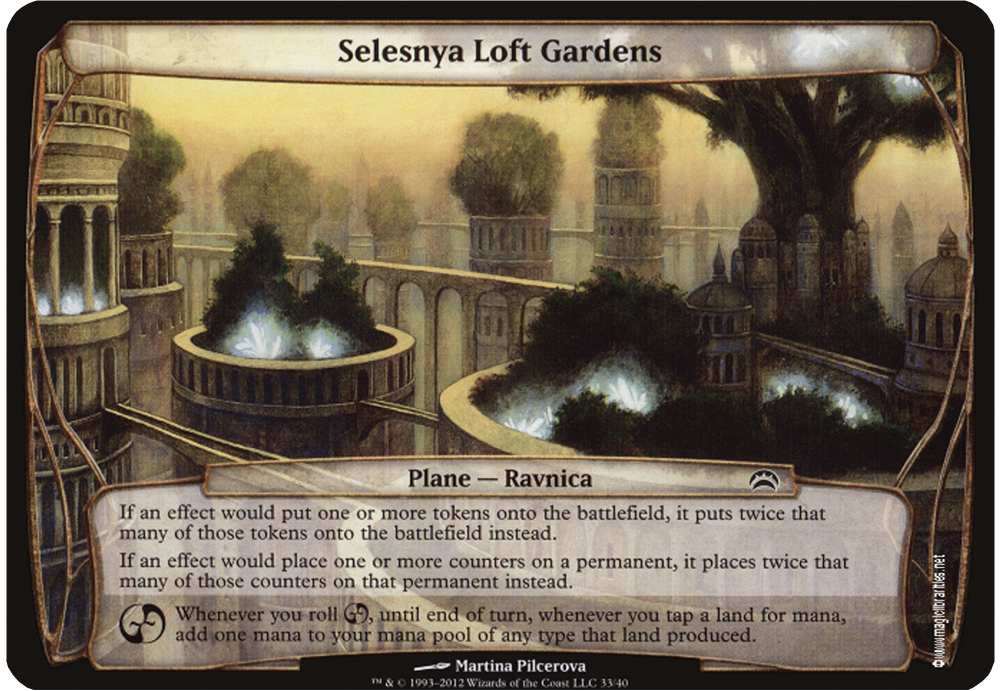 Selesnya Loft Gardens
Plane — Ravnica
If an effect would put one or more tokens onto the battlefield, it puts twice that
many of those tokens onto the battlefield instead.
If an effect would place one or more counters on a permanent, it places twice that
many of those counters on that permanent instead.
Whenever you roll , until end of turn, whenever you tap a land for mana,
add one mana to your mana pool of any type that land produced.
Martina Pilcerova
™ & © 1993–2012 Wizards of the Coast LLC 33/40
© www.magiclibrarities.net